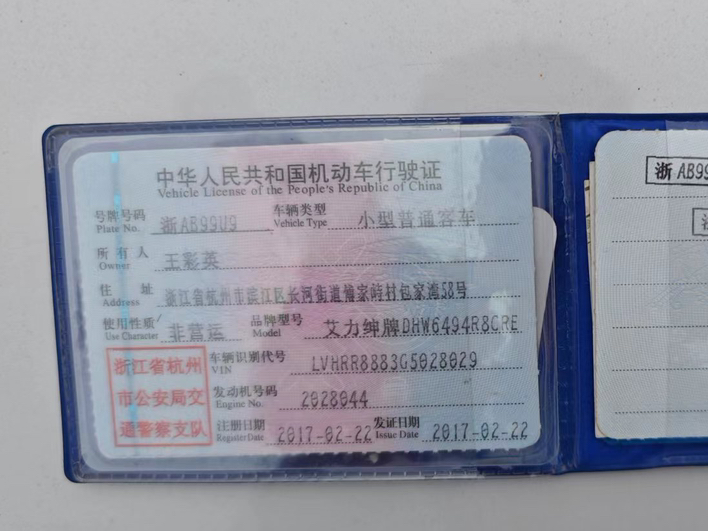 中华人民共和国机动车行驶证
Vehicle License of the People's Republic of China
号牌号码 浙AB99U9 车辆类型 小型普通客车
Plate No. Vehicle Type
所有人 王彩英
Owner
住址 浙江省杭州市滨江区长河街道傅家峙村包家湾58号
Address
使用性质 非营运 品牌型号 艾力绅牌DHW6494R8CRE
Use Character Model
浙江省杭州
市公安局交
通警察支队
车辆识别代号 LVHRR8883G5028029
VIN
发动机号码 2028044
Engine No.
注册日期 2017-02-22 发证日期 2017-02-22
Register Date Issue Date
浙AB99